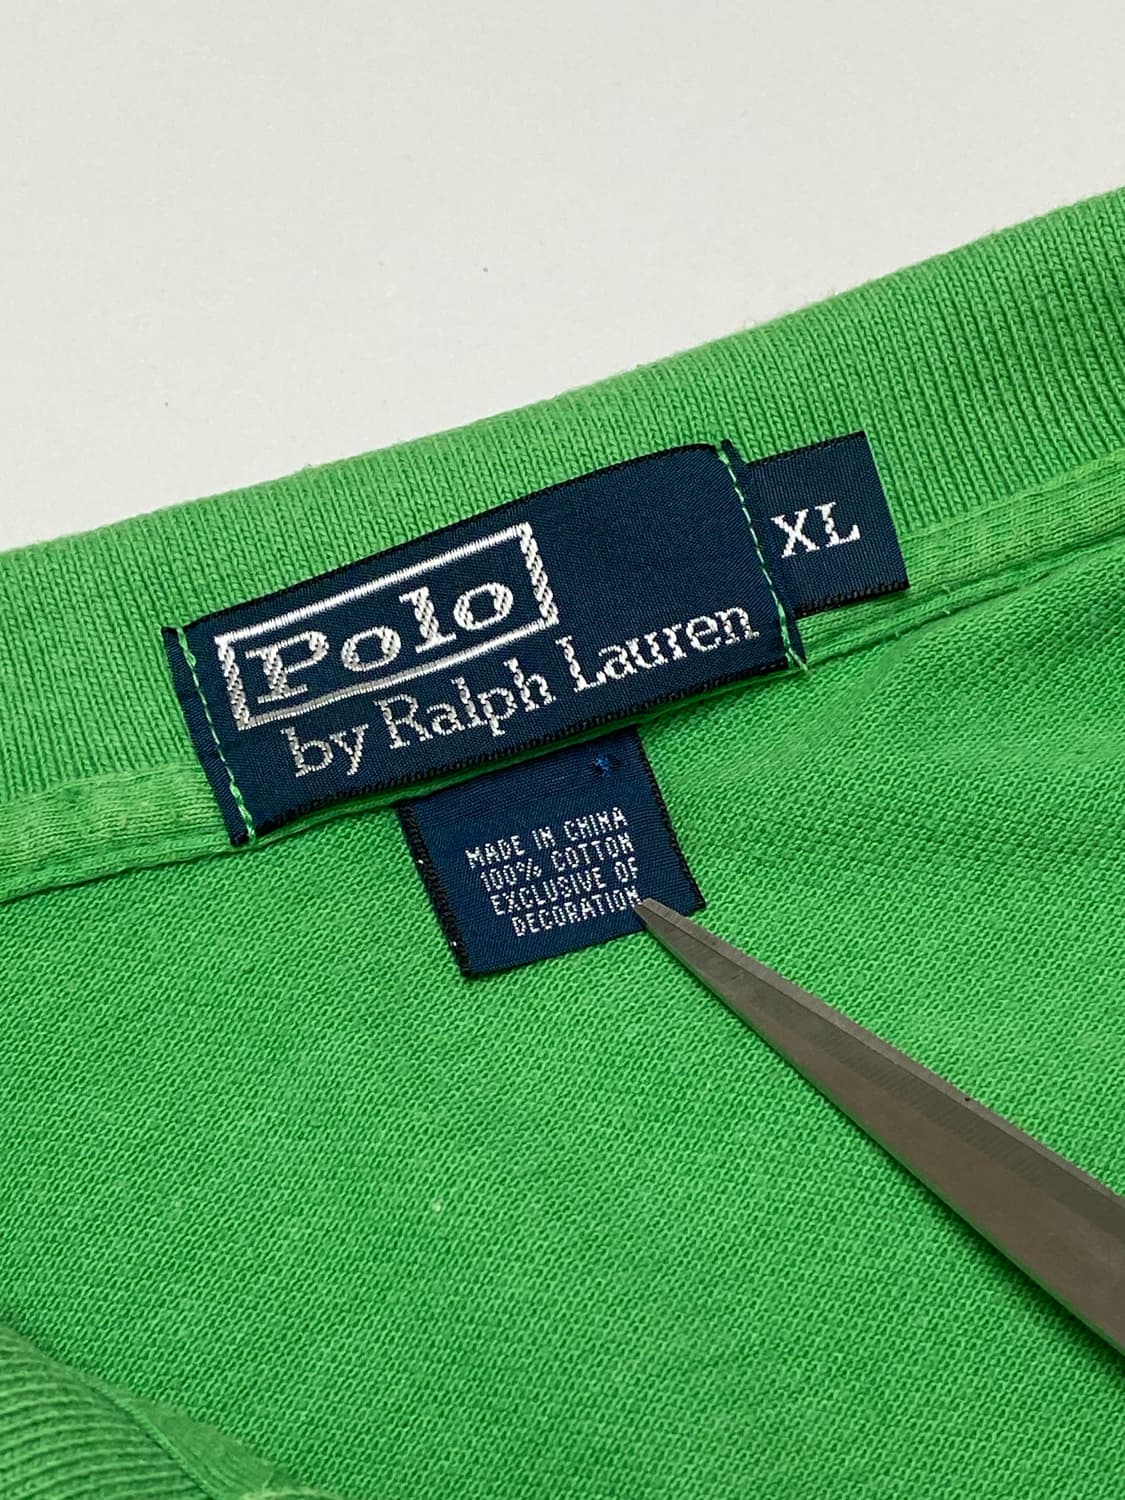 Polo
by Ralph Lauren
XL
MADE IN CHINA
100% COTTON
EXCLUSIVE OF
DECORATION